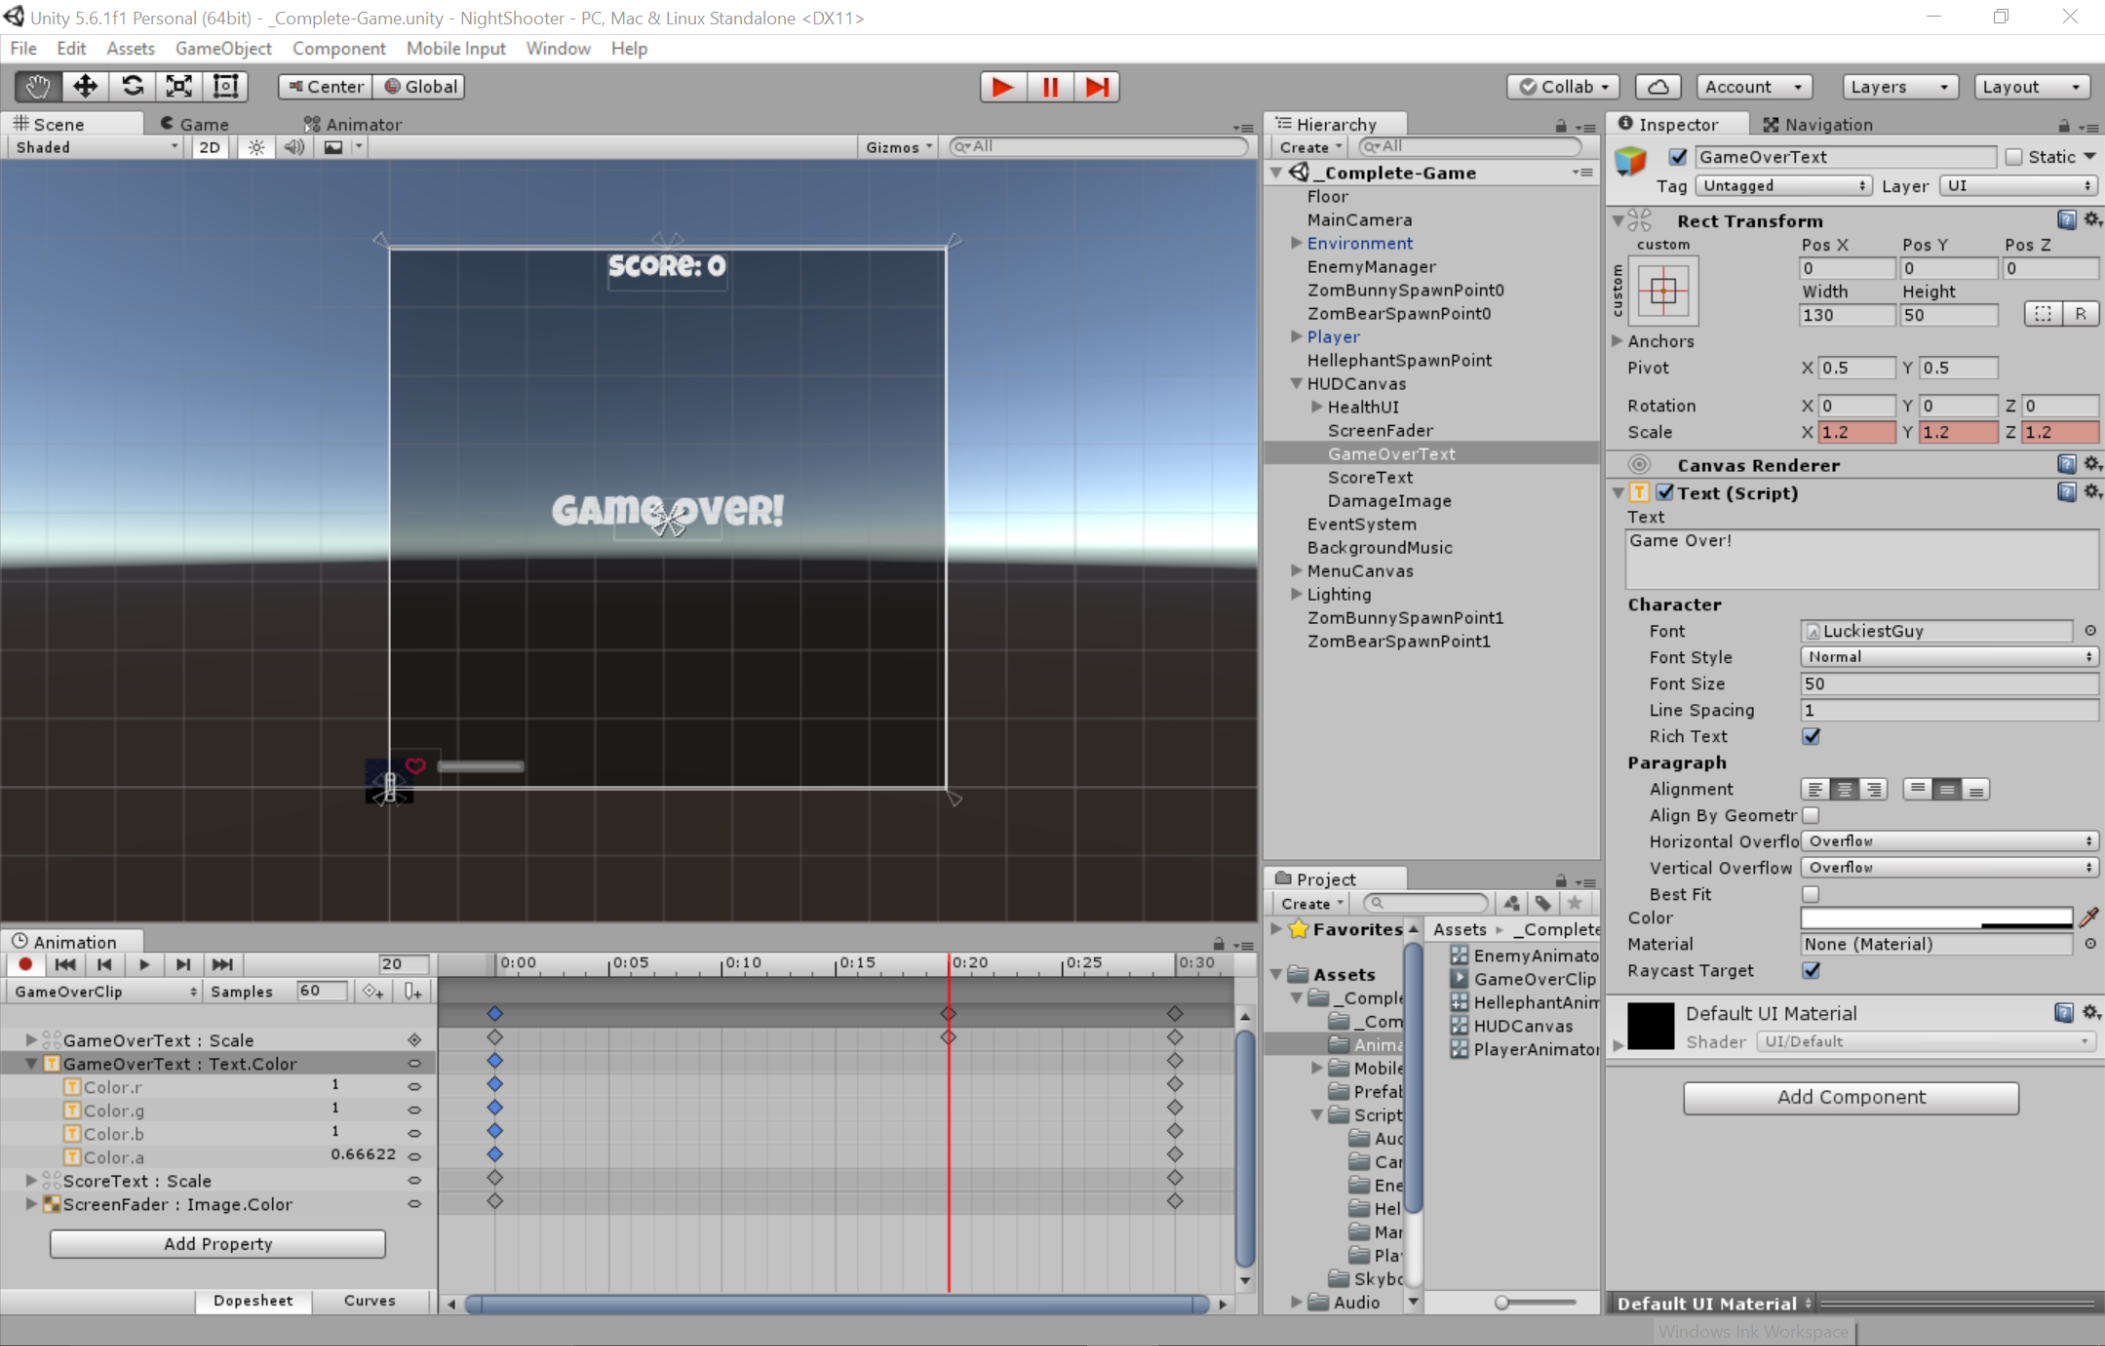 Unity 5.6.1f1 Personal (64bit) - _Complete-Game.unity - NightShooter - PC, Mac & Linux Standalone <DX11>
File Edit Assets GameObject Component Mobile Input Window Help
Center Global Collab Account Layers Layout
Scene Game Animator
Shaded 2D Gizmos All
Score: 0
Game Over!
Hierarchy
Create All
_Complete-Game
Floor
MainCamera
Environment
EnemyManager
ZomBunnySpawnPoint0
ZomBearSpawnPoint0
Player
HellephantSpawnPoint
HUDCanvas
HealthUI
ScreenFader
GameOverText
ScoreText
DamageImage
EventSystem
BackgroundMusic
MenuCanvas
Lighting
ZomBunnySpawnPoint1
ZomBearSpawnPoint1
Inspector Navigation
GameOverText Static
Tag Untagged Layer UI
Rect Transform
custom Pos X Pos Y Pos Z
custom 0 0 0
Width Height
130 50 R
Anchors
Pivot X 0.5 Y 0.5
Rotation X 0 Y 0 Z 0
Scale X 1.2 Y 1.2 Z 1.2
Canvas Renderer
Text (Script)
Text
Game Over!
Character
Font LuckiestGuy
Font Style Normal
Font Size 50
Line Spacing 1
Rich Text
Paragraph
Alignment
Align By Geometr
Horizontal Overflo Overflow
Vertical Overflow Overflow
Best Fit
Color
Material None (Material)
Raycast Target
Default UI Material
Shader UI/Default
Add Component
Default UI Material
Project
Create
Favorites
Assets
_Comple
_Com
Anima
Mobile
Prefab
Script
Auc
Car
Ene
Hel
Mar
Pla
Skybo
Audio
Assets _Complete
EnemyAnimato
GameOverClip
HellephantAnim
HUDCanvas
PlayerAnimator
Animation
20 0:00 0:05 0:10 0:15 0:20 0:25 0:30
GameOverClip Samples 60
GameOverText : Scale
GameOverText : Text.Color
Color.r 1
Color.g 1
Color.b 1
Color.a 0.66622
ScoreText : Scale
ScreenFader : Image.Color
Add Property
Dopesheet Curves
Windows Ink Workspace